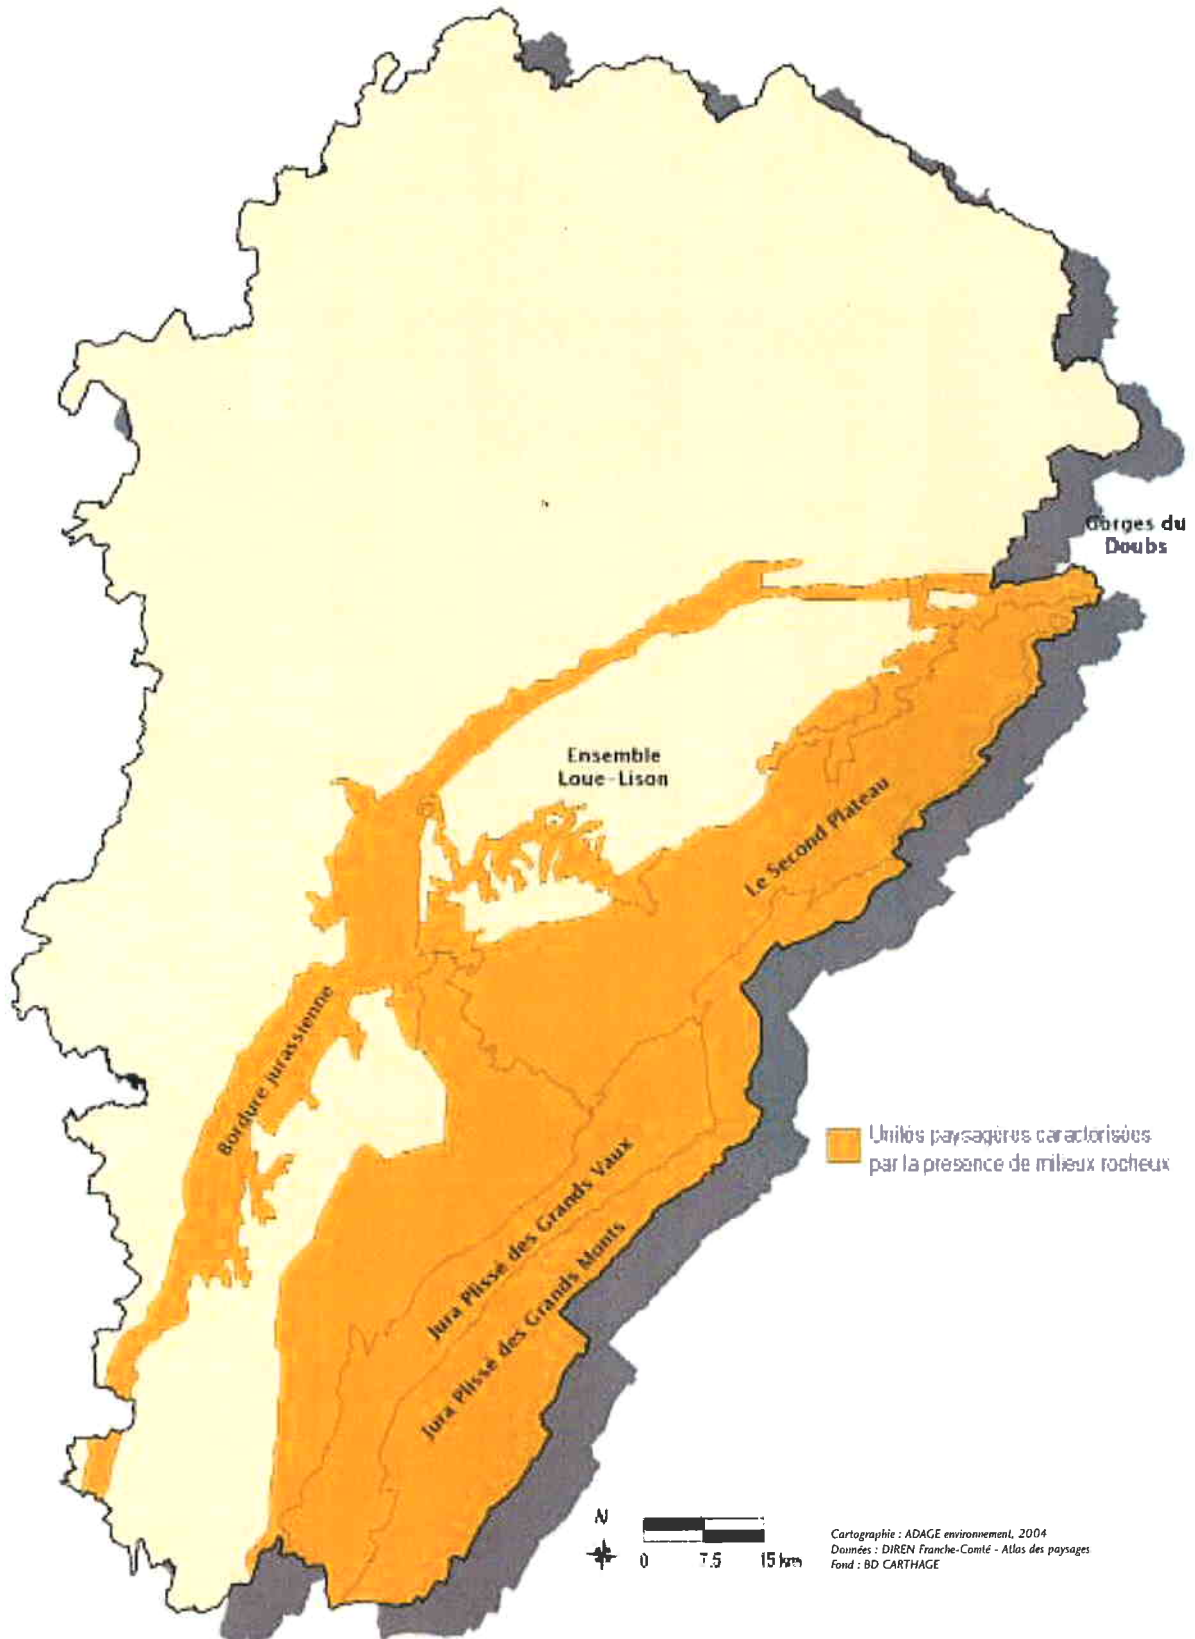 Gorges du
Doubs
Ensemble
Loue-Lison
Le Second Plateau
Bordure jurassienne
Unités paysagères caractérisées
par la présence de milieux rocheux
Jura Plissé des Grands Vaux
Jura Plissé des Grands Monts
N
0 7.5 15 km
Cartographie : ADAGE environnement, 2004
Données : DIREN Franche-Comté - Atlas des paysages
Fond : BD CARTHAGE